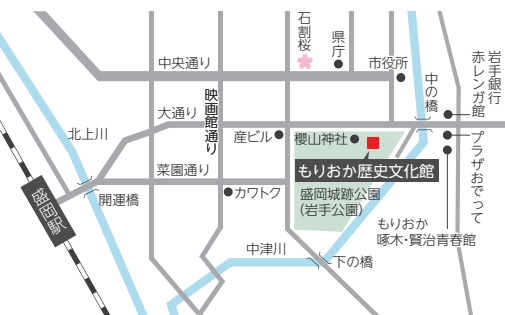 石割桜
県庁
市役所
岩手銀行
赤レンガ館
中央通り
映画館通り
中の橋
大通り
北上川
産ビル
櫻山神社
プラザおでって
菜園通り
もりおか歴史文化館
盛岡駅
開運橋
カワトク
盛岡城跡公園
(岩手公園)
もりおか
啄木・賢治青春館
中津川
下の橋